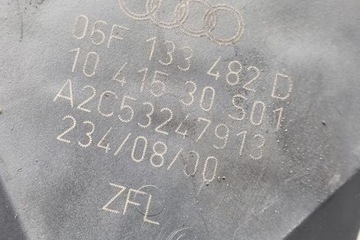 06F 133 482 D
10 415 30 S01
A2C53247913
234/08/00
ZFL